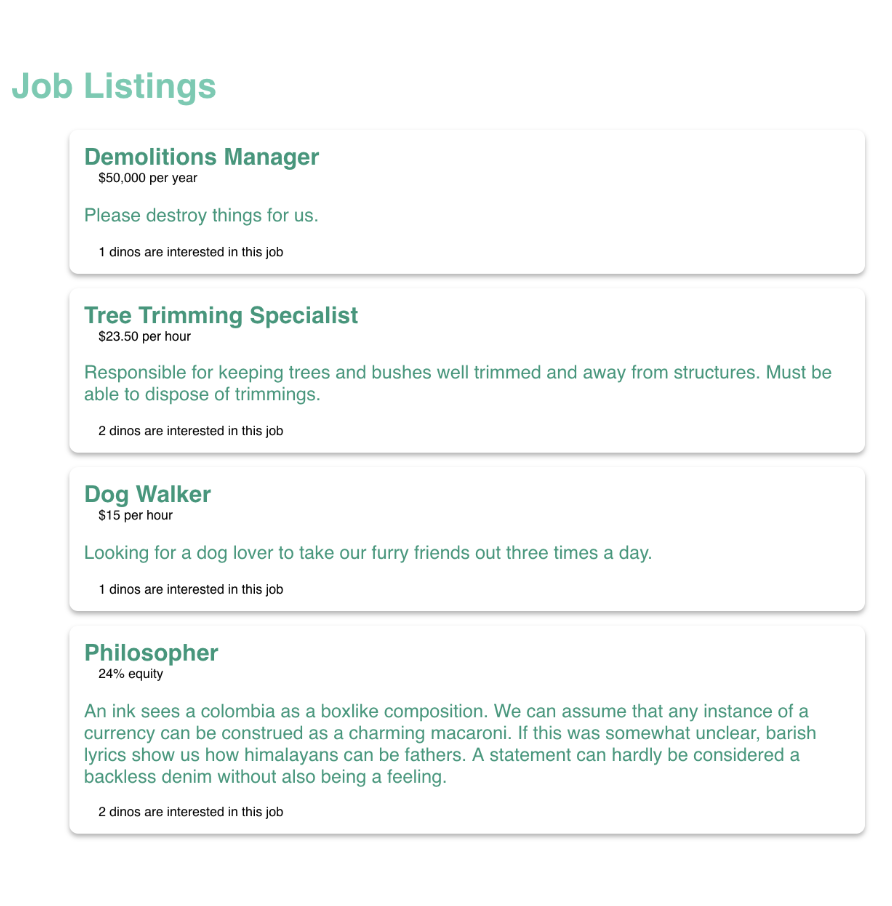 Job Listings
Demolitions Manager
$50,000 per year
Please destroy things for us.
1 dinos are interested in this job
Tree Trimming Specialist
$23.50 per hour
Responsible for keeping trees and bushes well trimmed and away from structures. Must be
able to dispose of trimmings.
2 dinos are interested in this job
Dog Walker
$15 per hour
Looking for a dog lover to take our furry friends out three times a day.
1 dinos are interested in this job
Philosopher
24% equity
An ink sees a colombia as a boxlike composition. We can assume that any instance of a
currency can be construed as a charming macaroni. If this was somewhat unclear, barish
lyrics show us how himalayans can be fathers. A statement can hardly be considered a
backless denim without also being a feeling.
2 dinos are interested in this job